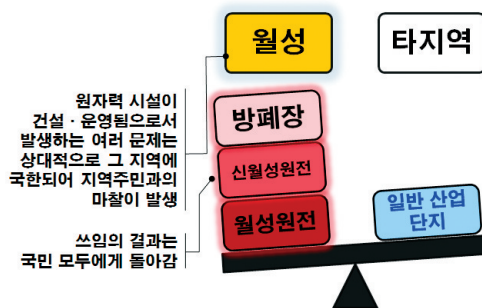 월성
타지역
원자력 시설이
건설 · 운영됨으로서
발생하는 여러 문제는
상대적으로 그 지역에
국한되어 지역주민과의
마찰이 발생
쓰임의 결과는
국민 모두에게 돌아감
방폐장
신월성원전
월성원전
일반 산업
단지